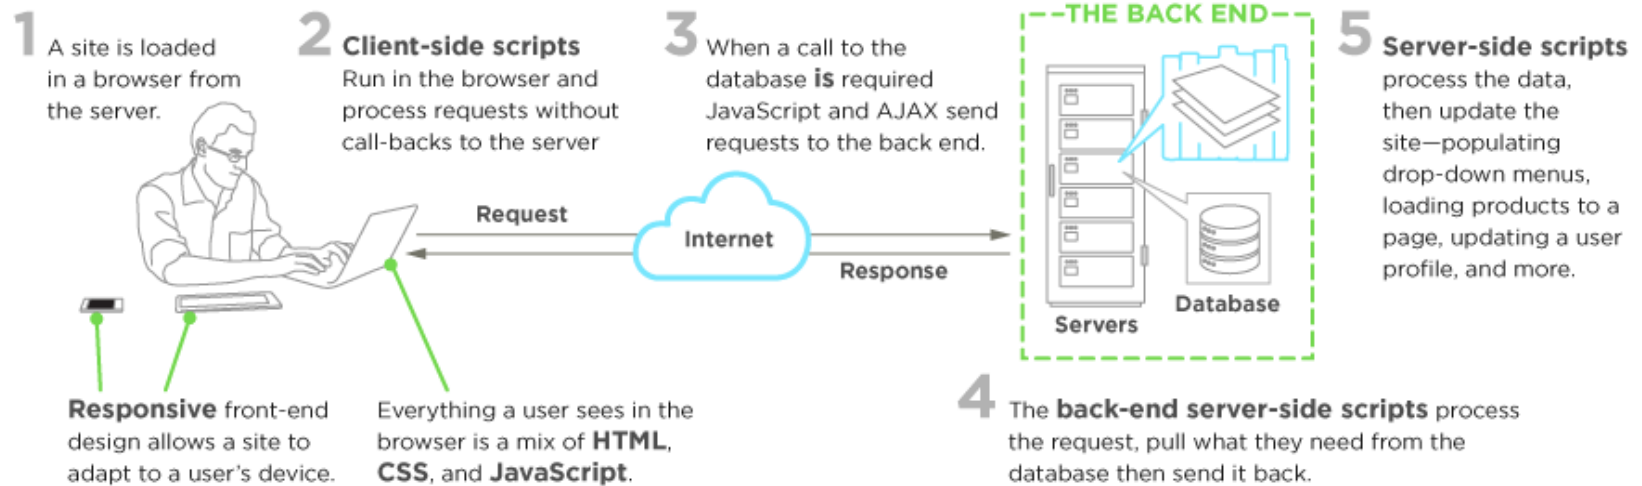 1
A site is loaded
in a browser from
the server.
2
Client-side scripts
Run in the browser and
process requests without
call-backs to the server
3
When a call to the
database is required
JavaScript and AJAX send
requests to the back end.
THE BACK END
5
Server-side scripts
process the data,
then update the
site—populating
drop-down menus,
loading products to a
page, updating a user
profile, and more.
Request
Internet
Response
Database
Servers
Responsive front-end
design allows a site to
adapt to a user's device.
Everything a user sees in the
browser is a mix of HTML,
CSS, and JavaScript.
4
The back-end server-side scripts process
the request, pull what they need from the
database then send it back.